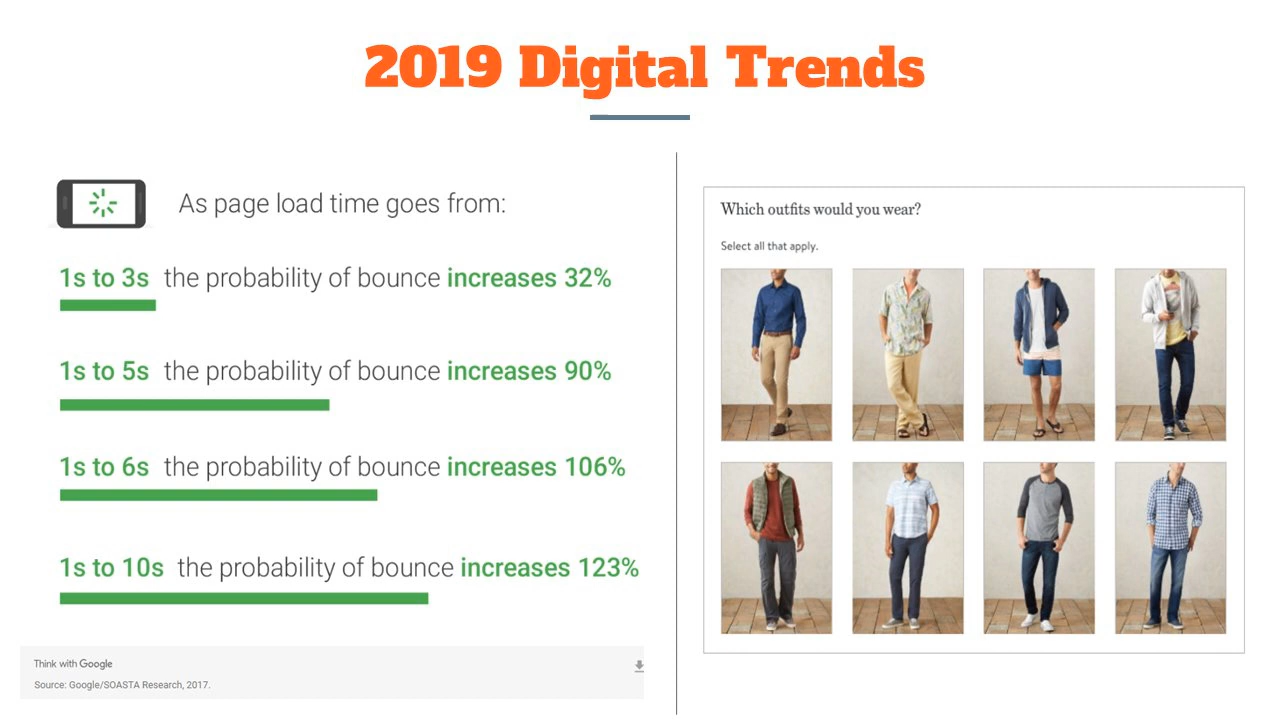 2019 Digital Trends
As page load time goes from:
1s to 3s the probability of bounce increases 32%
1s to 5s the probability of bounce increases 90%
1s to 6s the probability of bounce increases 106%
1s to 10s the probability of bounce increases 123%
Think with Google
Source: Google/SOASTA Research, 2017.
Which outfits would you wear?
Select all that apply.